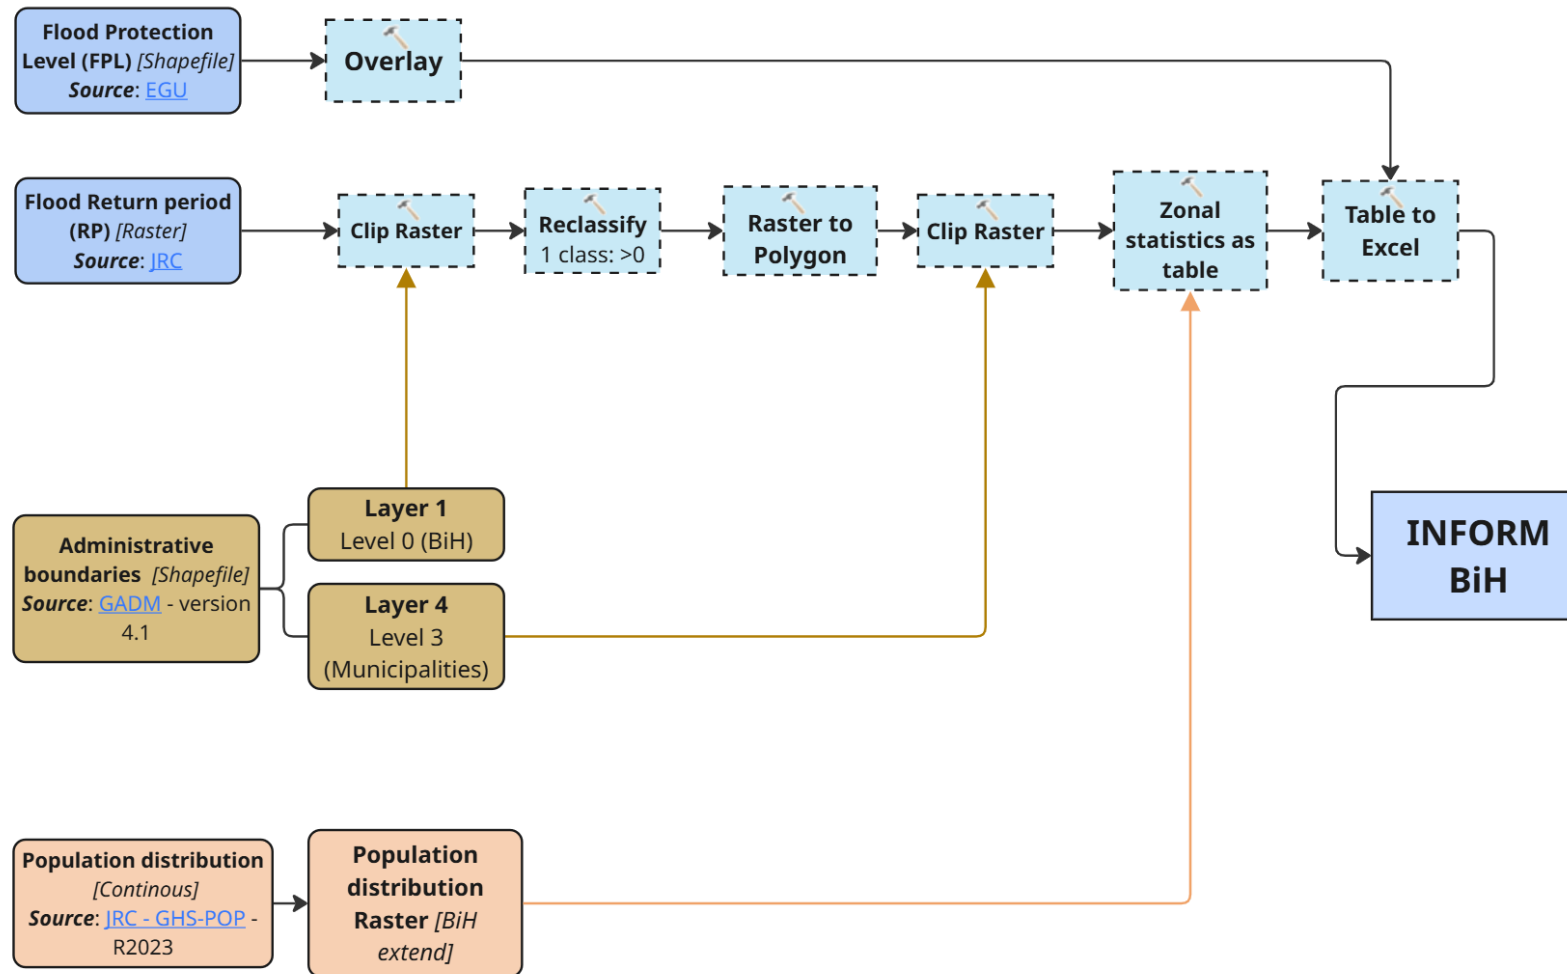 Flood Protection
Level (FPL) [Shapefile]
Source: EGU
Overlay
Flood Return period
(RP) [Raster]
Source: JRC
Clip Raster
Reclassify
1 class: >0
Raster to
Polygon
Clip Raster
Zonal
statistics as
table
Table to
Excel
Administrative
boundaries [Shapefile]
Source: GADM - version
4.1
Layer 1
Level 0 (BiH)
Layer 4
Level 3
(Municipalities)
INFORM
BiH
Population distribution
[Continous]
Source: JRC - GHS-POP -
R2023
Population
distribution
Raster [BiH
extend]